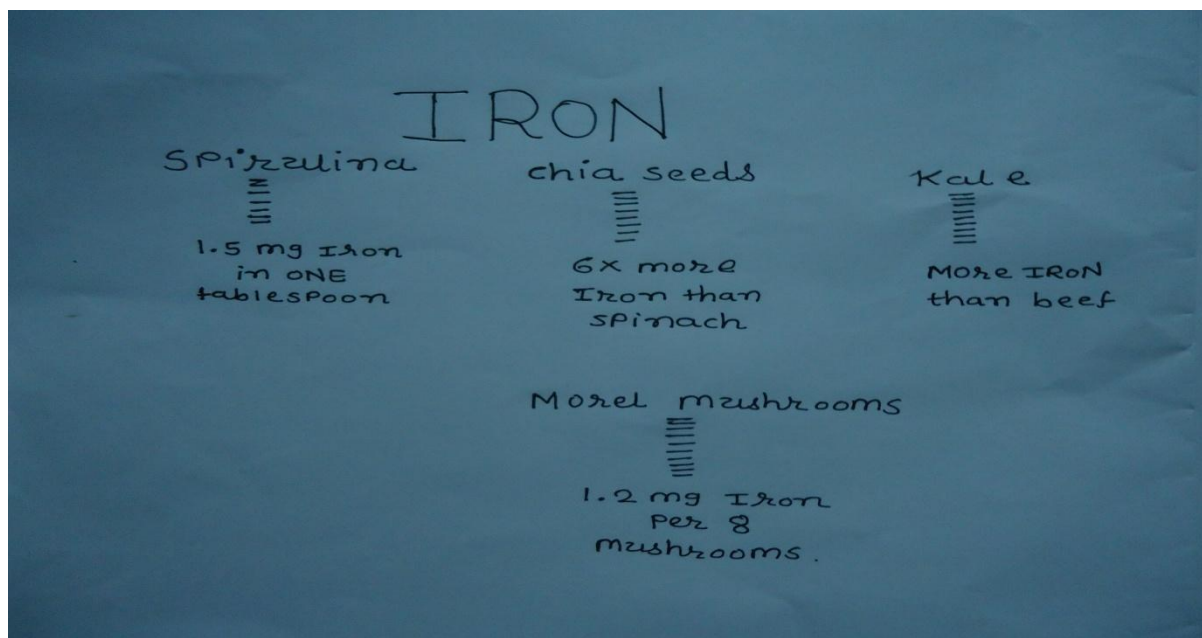 IRON
Spirulina
1.5 mg Iron
in ONE
tablespoon
chia seeds
6x more
Iron than
spinach
Kale
More IRON
than beef
Morel mushrooms
1.2 mg Iron
Per 8
mushrooms.